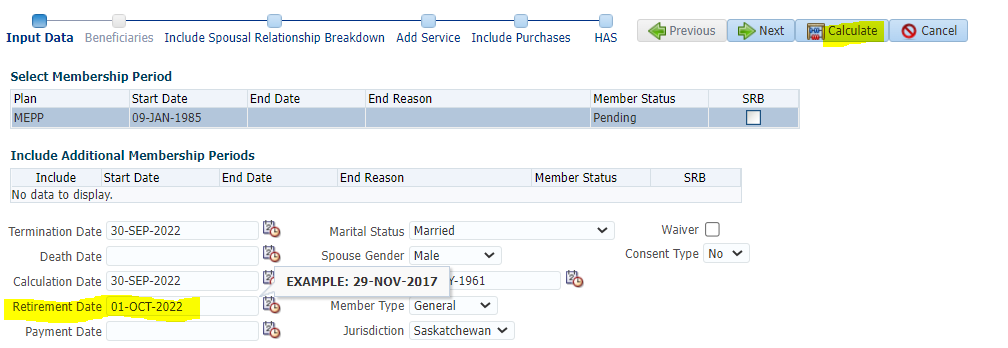 Input Data Beneficiaries Include Spousal Relationship Breakdown Add Service Include Purchases HAS
Previous Next Calculate Cancel
Select Membership Period
Plan Start Date End Date End Reason Member Status SRB
MEPP 09-JAN-1985 Pending
Include Additional Membership Periods
Include Start Date End Date End Reason Member Status SRB
No data to display.
Termination Date 30-SEP-2022 Marital Status Married Waiver
Death Date Spouse Gender Male Consent Type No
Calculation Date 30-SEP-2022 EXAMPLE: 29-NOV-2017 Y-1961
Retirement Date 01-OCT-2022 Member Type General
Payment Date Jurisdiction Saskatchewan